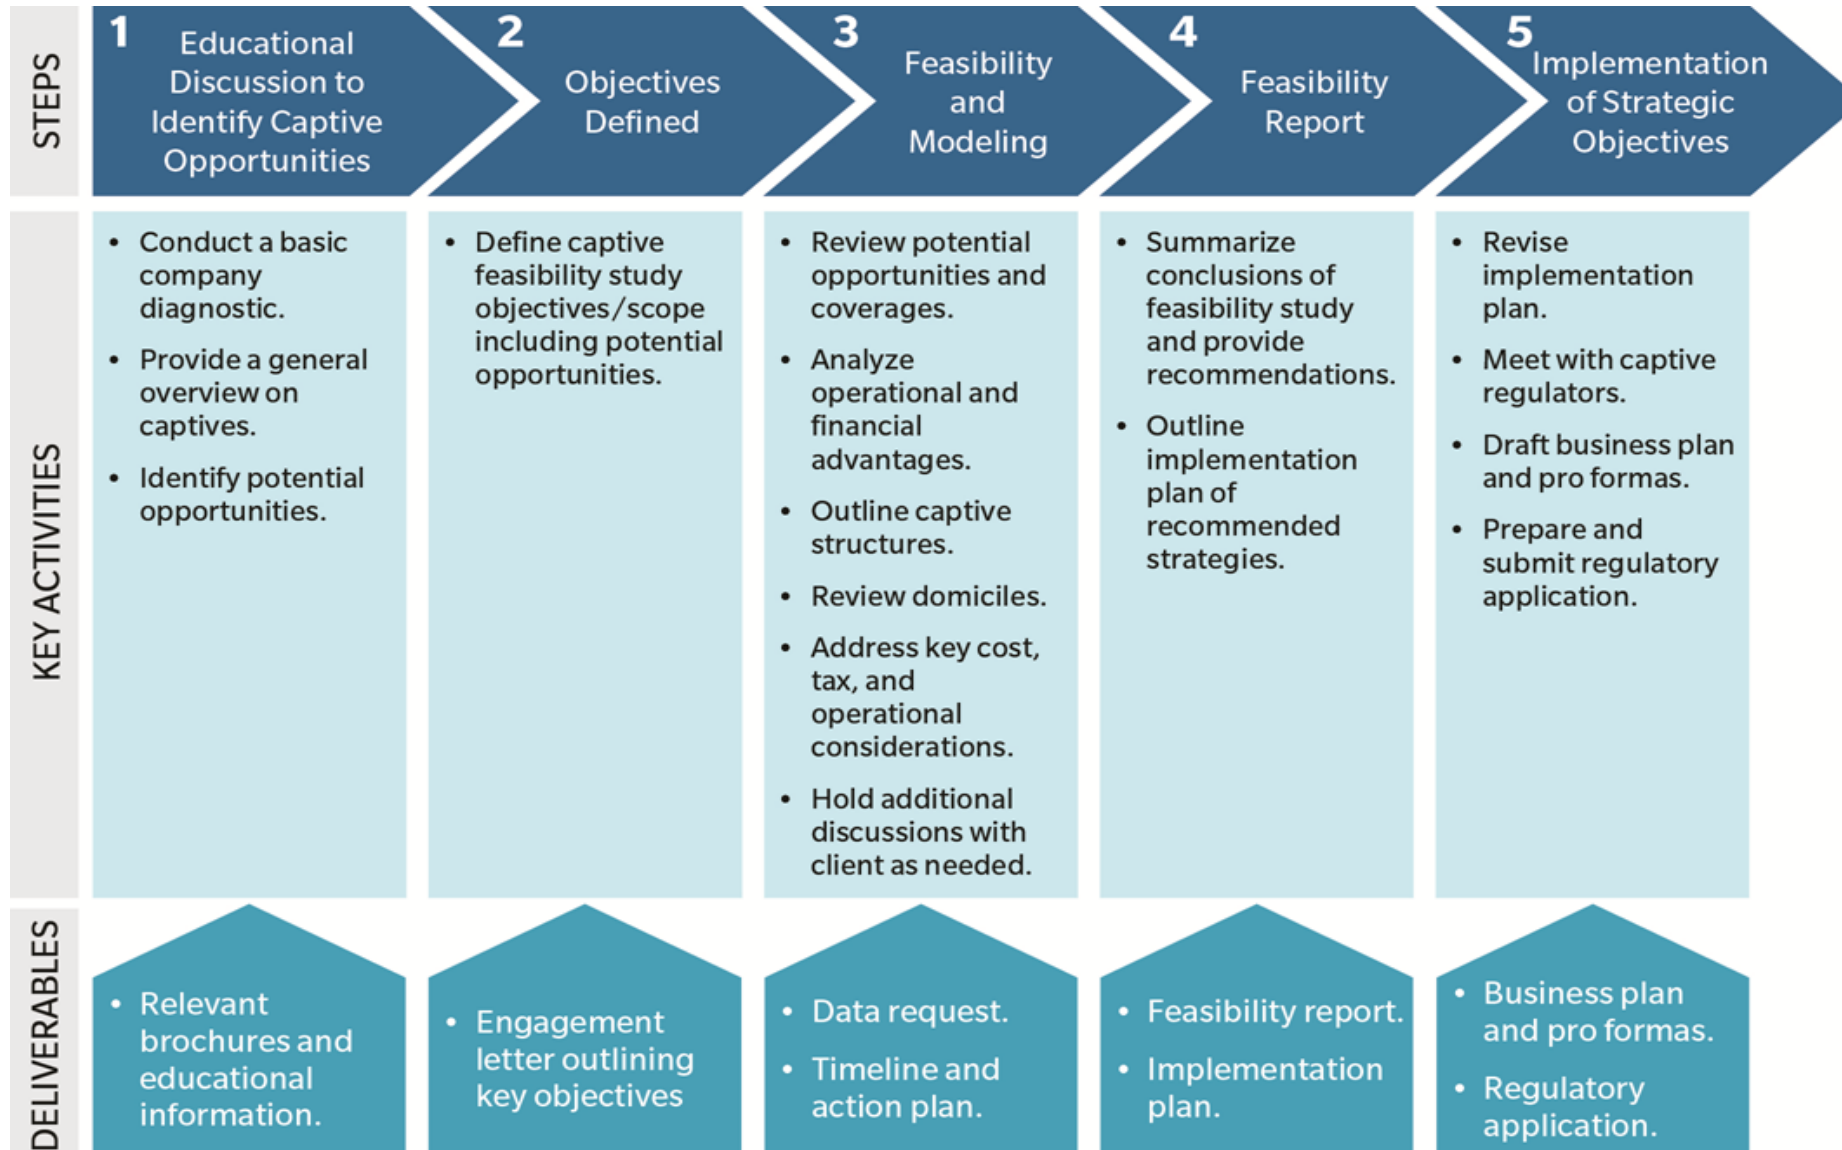 STEPS
1
Educational
Discussion to
Identify Captive
Opportunities
2
Objectives
Defined
3
Feasibility
and
Modeling
4
Feasibility
Report
5
Implementation
of Strategic
Objectives
KEY ACTIVITIES
• Conduct a basic
company
diagnostic.
• Provide a general
overview on
captives.
• Identify potential
opportunities.
• Define captive
feasibility study
objectives/scope
including potential
opportunities.
• Review potential
opportunities and
coverages.
• Analyze
operational and
financial
advantages.
• Outline captive
structures.
• Review domiciles.
• Address key cost,
tax, and
operational
considerations.
• Hold additional
discussions with
client as needed.
• Summarize
conclusions of
feasibility study
and provide
recommendations.
• Outline
implementation
plan of
recommended
strategies.
• Revise
implementation
plan.
• Meet with captive
regulators.
• Draft business plan
and pro formas.
• Prepare and
submit regulatory
application.
DELIVERABLES
• Relevant
brochures and
educational
information.
• Engagement
letter outlining
key objectives
• Data request.
• Timeline and
action plan.
• Feasibility report.
• Implementation
plan.
• Business plan
and pro formas.
• Regulatory
application.